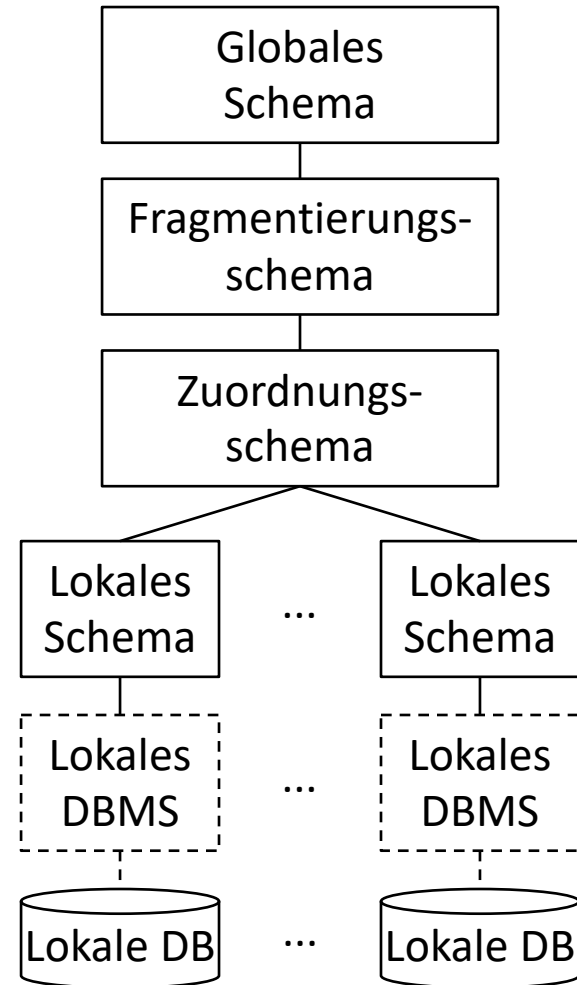 Globales
Schema
Fragmentierungs-
schema
Zuordnungs-
schema
Lokales
Schema
...
Lokales
Schema
Lokales
DBMS
...
Lokales
DBMS
Lokale DB
...
Lokale DB